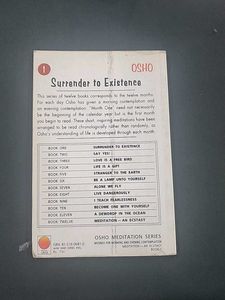 1
OSHO
Surrender to Existence
This series of twelve books corresponds to the twelve months.
For each day Osho has given a morning contemplation
and an evening contemplation. "Month One" need not necessarily
be the beginning of the calendar year but is the first month
you begin to read. These short, inspiring meditations have been
arranged to be read chronologically rather than randomly, as
Osho's understanding of life is developed through each month.
BOOK ONE SURRENDER TO EXISTENCE
BOOK TWO SAY YES!
BOOK THREE LOVE IS A FREE BIRD
BOOK FOUR LIFE IS A GIFT
BOOK FIVE STRANGER TO THE EARTH
BOOK SIX BE A LAMP UNTO YOURSELF
BOOK SEVEN ALONE WE FLY
BOOK EIGHT LIVE DANGEROUSLY
BOOK NINE I TEACH FEARLESSNESS
BOOK TEN BECOME ONE WITH YOURSELF
BOOK ELEVEN A DEWDROP IN THE OCEAN
BOOK TWELVE MEDITATION — AN ECSTASY
OSHO MEDITATION SERIES
MORNING AND EVENING CONTEMPLATION